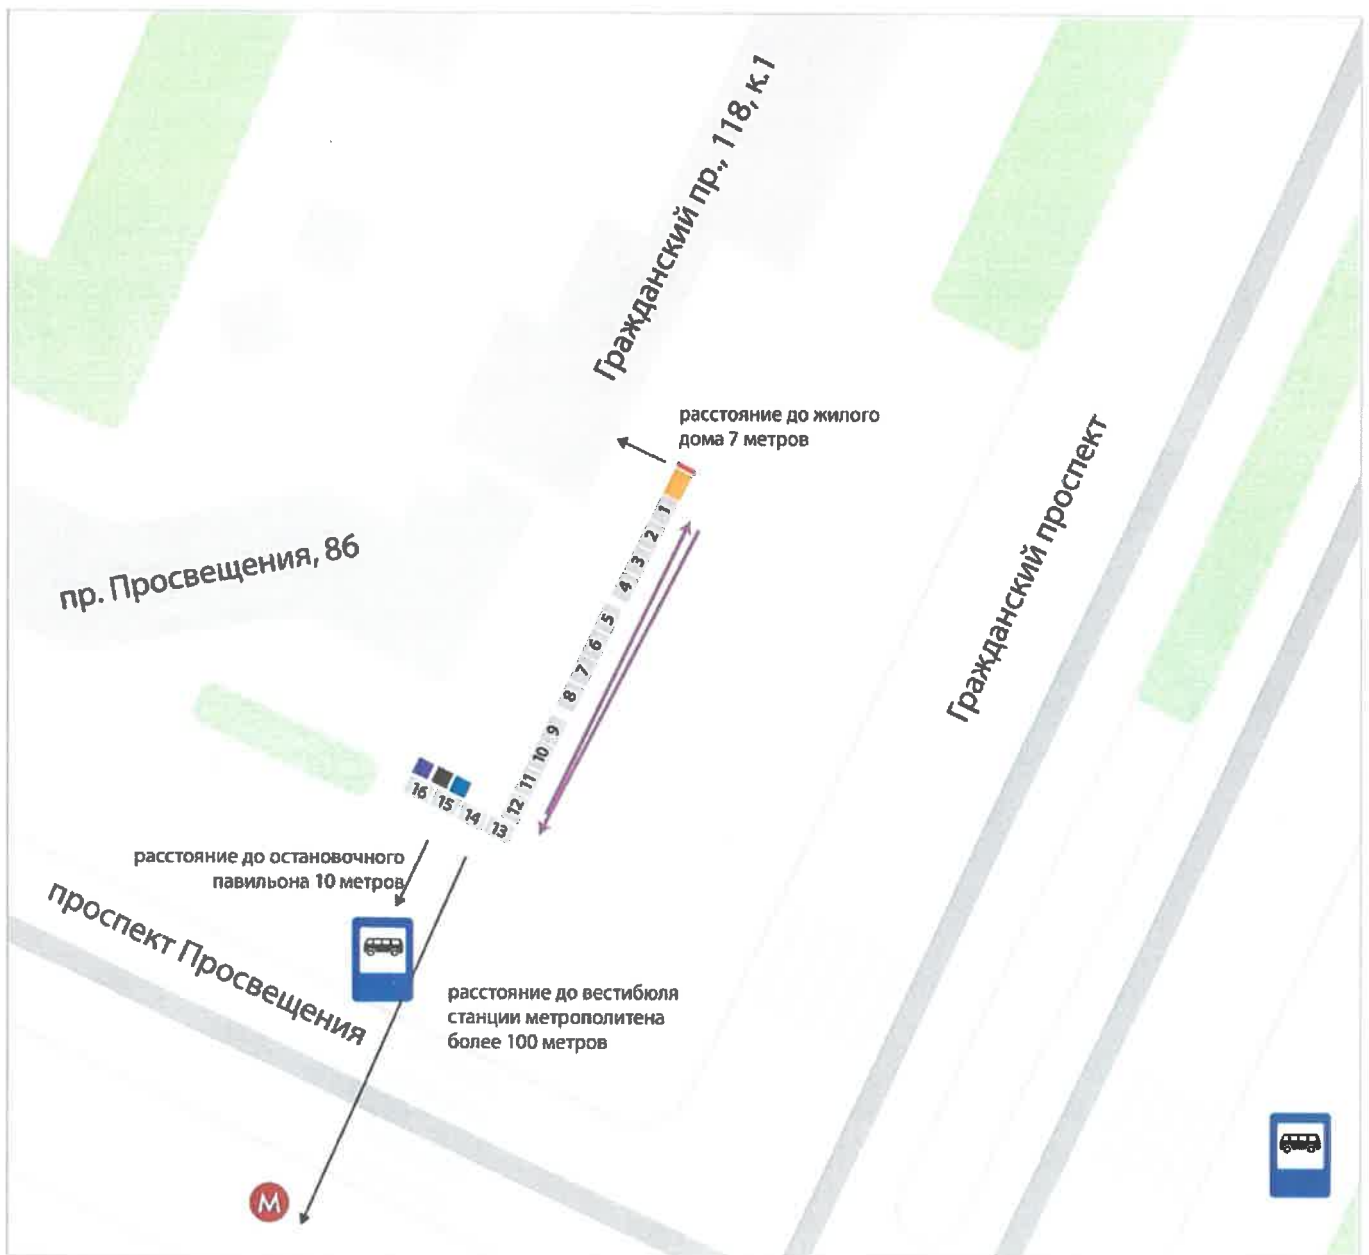 Гражданский пр., 118, к.1
расстояние до жилого
дома 7 метров
Гражданский проспект
пр. Просвещения, 86
1
2
3
4
5
6
7
8
9
10
11
12
13
14
15
16
расстояние до остановочного
павильона 10 метров
проспект Просвещения
расстояние до вестибюля
станции метрополитена
более 100 метров
М